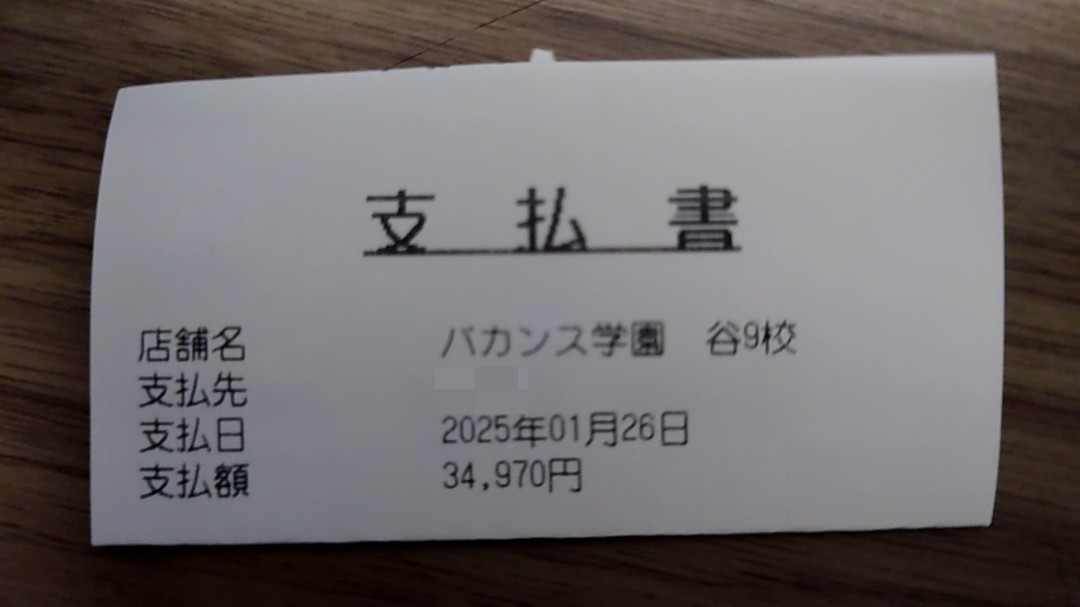 支払書
店舗名 バカンス学園 谷9校
支払先
支払日 2025年01月26日
支払額 34,970円